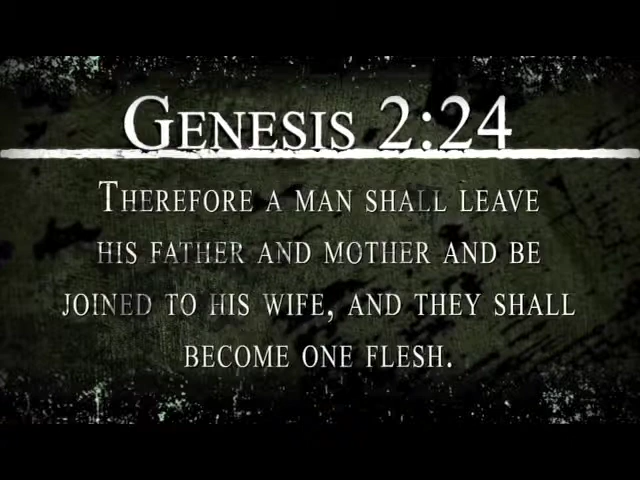 Genesis 2:24
Therefore a man shall leave
his father and mother and be
joined to his wife, and they shall
become one flesh.